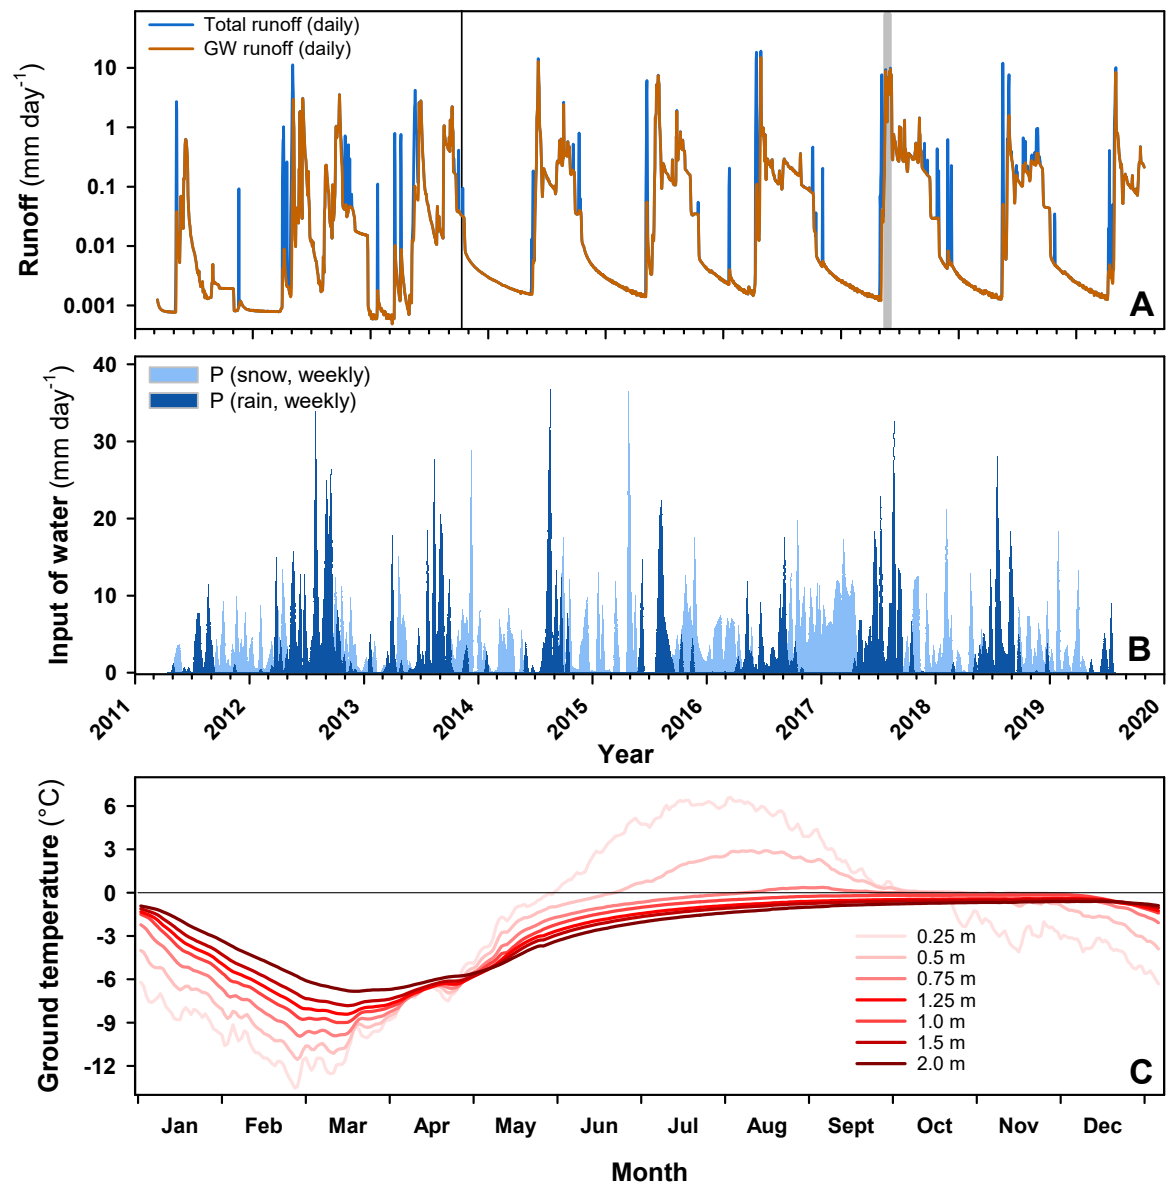 Total runoff (daily)
GW runoff (daily)
Runoff (mm day⁻¹)
10
1
0.1
0.01
0.001
A
P (snow, weekly)
P (rain, weekly)
Input of water (mm day⁻¹)
40
30
20
10
0
B
2011
2012
2013
2014
2015
2016
2017
2018
2019
2020
Year
Ground temperature (°C)
6
3
0
-3
-6
-9
-12
0.25 m
0.5 m
0.75 m
1.25 m
1.0 m
1.5 m
2.0 m
C
Jan Feb Mar Apr May Jun Jul Aug Sept Oct Nov Dec
Month